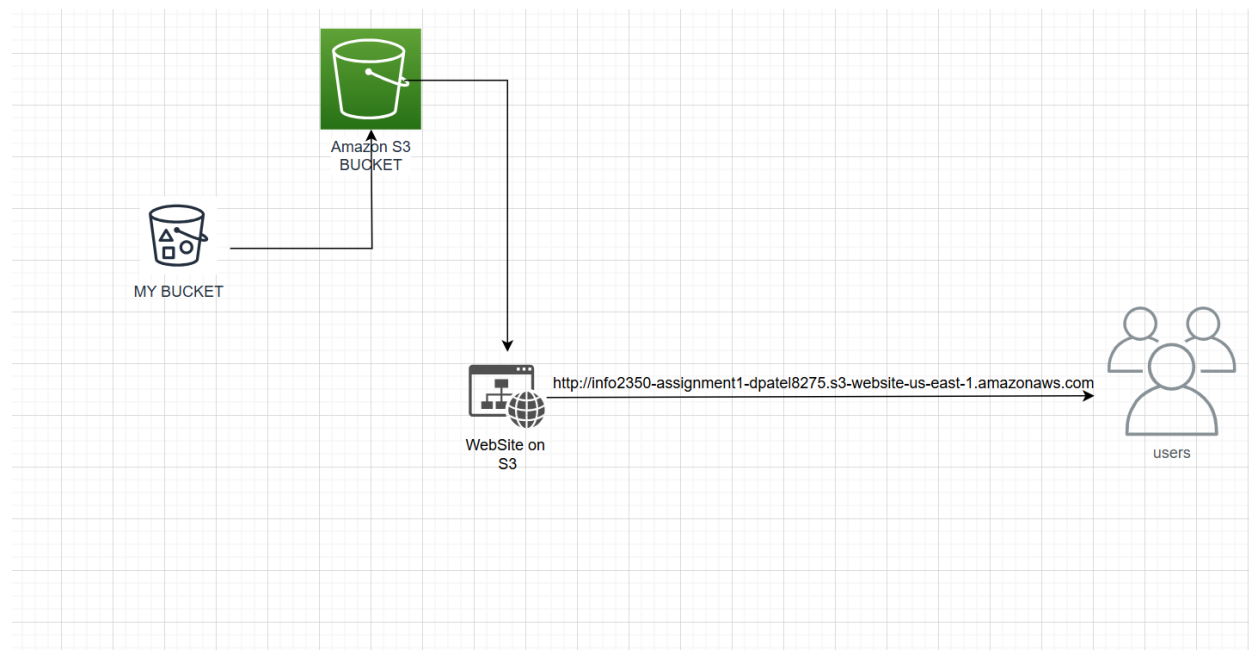 Amazon S3
BUCKET
MY BUCKET
http://info2350-assignment1-dpatel8275.s3-website-us-east-1.amazonaws.com
WebSite on
S3
users